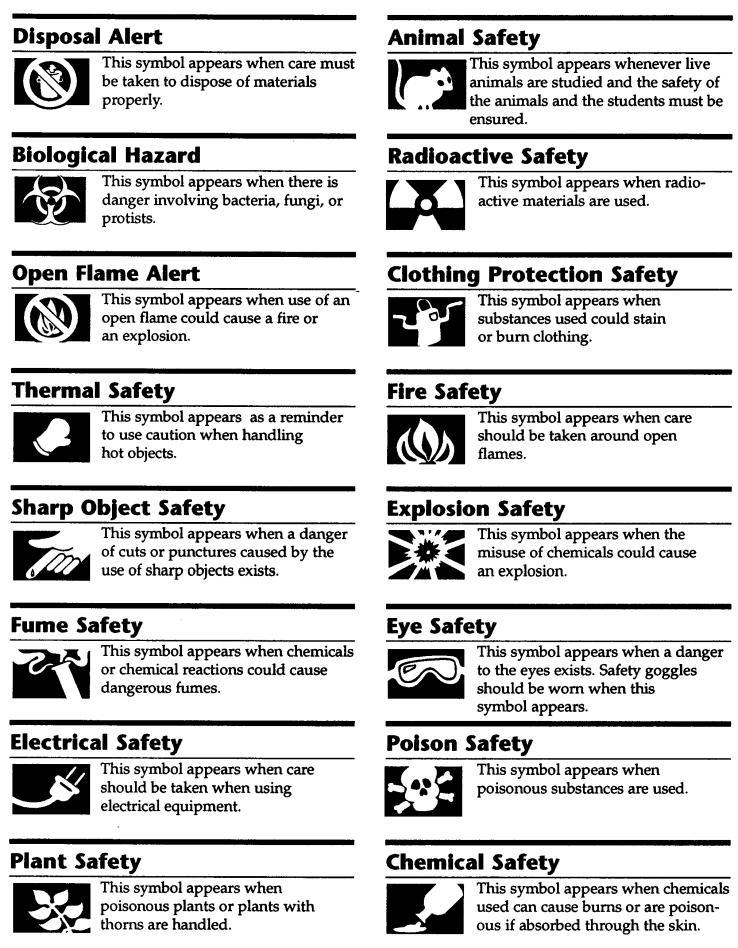 Disposal Alert
This symbol appears when care must
be taken to dispose of materials
properly.
Biological Hazard
This symbol appears when there is
danger involving bacteria, fungi, or
protists.
Open Flame Alert
This symbol appears when use of an
open flame could cause a fire or
an explosion.
Thermal Safety
This symbol appears as a reminder
to use caution when handling
hot objects.
Sharp Object Safety
This symbol appears when a danger
of cuts or punctures caused by the
use of sharp objects exists.
Fume Safety
This symbol appears when chemicals
or chemical reactions could cause
dangerous fumes.
Electrical Safety
This symbol appears when care
should be taken when using
electrical equipment.
Plant Safety
This symbol appears when
poisonous plants or plants with
thorns are handled.
Animal Safety
This symbol appears whenever live
animals are studied and the safety of
the animals and the students must be
ensured.
Radioactive Safety
This symbol appears when radio-
active materials are used.
Clothing Protection Safety
This symbol appears when
substances used could stain
or burn clothing.
Fire Safety
This symbol appears when care
should be taken around open
flames.
Explosion Safety
This symbol appears when the
misuse of chemicals could cause
an explosion.
Eye Safety
This symbol appears when a danger
to the eyes exists. Safety goggles
should be worn when this
symbol appears.
Poison Safety
This symbol appears when
poisonous substances are used.
Chemical Safety
This symbol appears when chemicals
used can cause burns or are poison-
ous if absorbed through the skin.